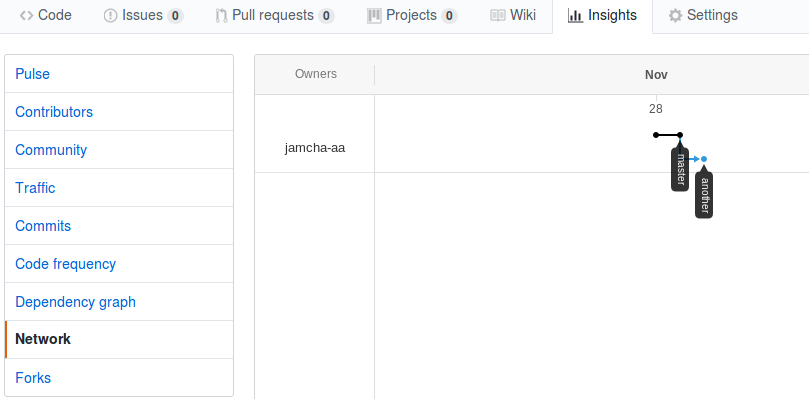 Code Issues 0 Pull requests 0 Projects 0 Wiki Insights Settings
Pulse
Contributors
Community
Traffic
Commits
Code frequency
Dependency graph
Network
Forks
Owners Nov
28
jamcha-aa
master
another